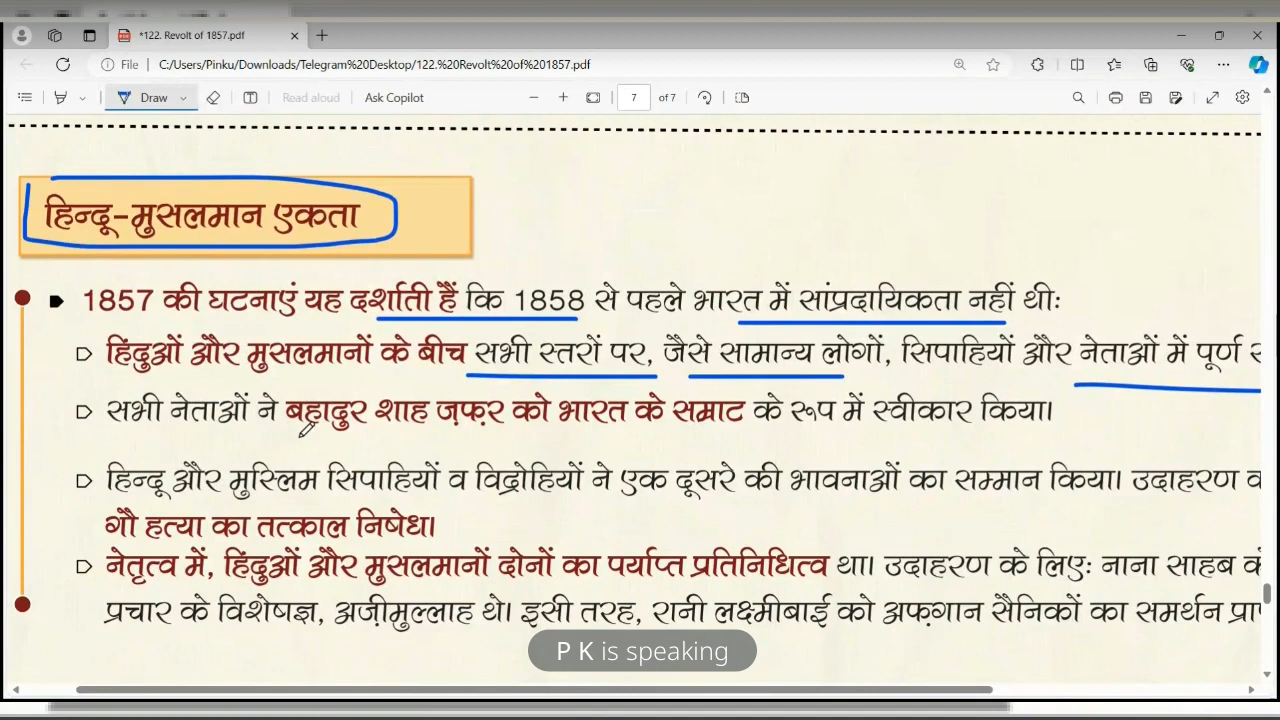 *122. Revolt of 1857.pdf
File C:/Users/Pinku/Downloads/Telegram%20Desktop/122.%20Revolt%20of%201857.pdf
Draw Read aloud Ask Copilot 7 of 7
हिन्दू-मुसलमान एकता
1857 की घटनाएं यह दर्शाती हैं कि 1858 से पहले भारत में सांप्रदायिकता नहीं थीः
हिंदुओं और मुसलमानों के बीच सभी स्तरों पर, जैसे सामान्य लोगों, सिपाहियों और नेताओं में पूर्ण
सभी नेताओं ने बहादुर शाह ज़फ़र को भारत के सम्राट के रूप में स्वीकार किया।
हिन्दू और मुस्लिम सिपाहियों व विद्रोहियों ने एक दूसरे की भावनाओं का सम्मान किया। उदाहरण
गौ हत्या का तत्काल निषेध।
नेतृत्व में, हिंदुओं और मुसलमानों दोनों का पर्याप्त प्रतिनिधित्व था। उदाहरण के लिएः नाना साहब के
प्रचार के विशेषज्ञ, अज़ीमुल्लाह थे। इसी तरह, रानी लक्ष्मीबाई को अफ़गान सैनिकों का समर्थन
P K is speaking